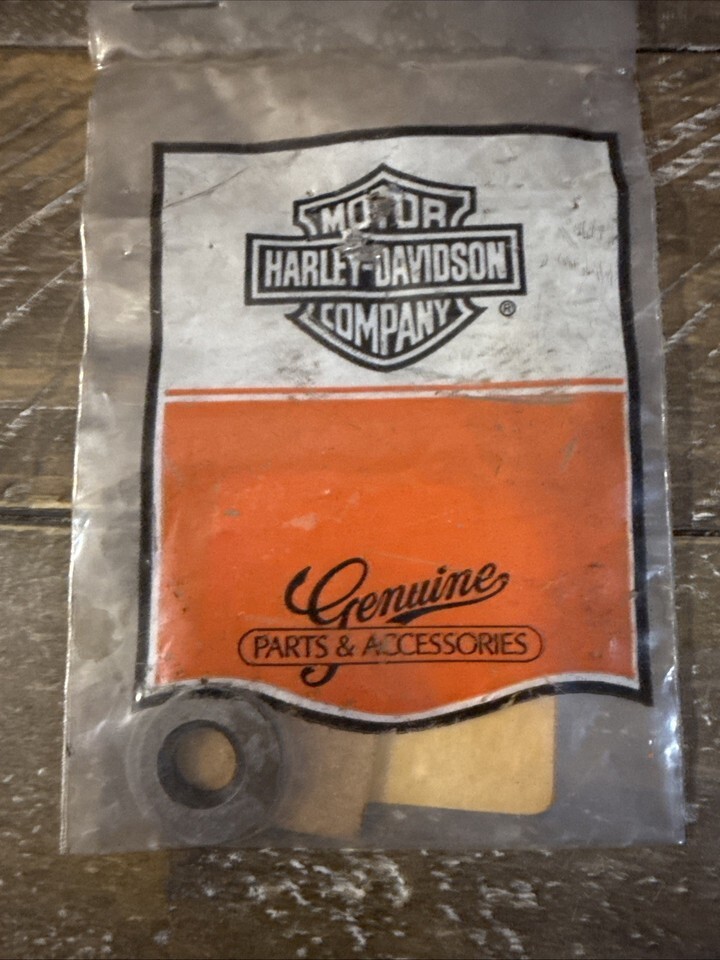 MOTOR
HARLEY-DAVIDSON
COMPANY
®
Genuine
PARTS & ACCESSORIES